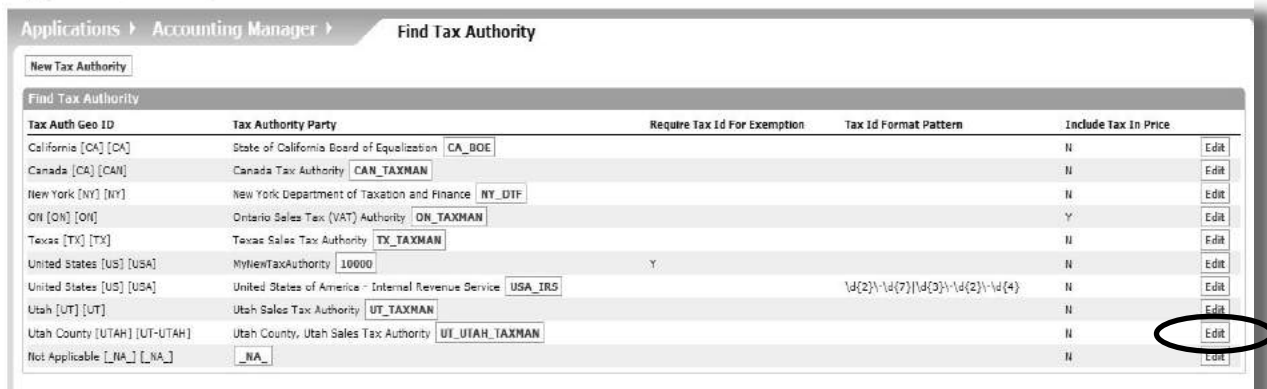 Applications Accounting Manager Find Tax Authority
New Tax Authority
Find Tax Authority
Tax Auth Geo ID Tax Authority Party Require Tax Id For Exemption Tax Id Format Pattern Include Tax In Price
California [CA] [CA] State of California Board of Equalization CA_BOE N Edit
Canada [CA] [CAN] Canada Tax Authority CAN_TAXMAN N Edit
New York [NY] [NY] New York Department of Taxation and Finance NY_DTF N Edit
ON [ON] [ON] Ontario Sales Tax (VAT) Authority ON_TAXMAN Y Edit
Texas [TX] [TX] Texas Sales Tax Authority TX_TAXMAN N Edit
United States [US] [USA] MyNewTaxAuthority 10000 Y N Edit
United States [US] [USA] United States of America - Internal Revenue Service USA_IRS \d{2}\-\d{7}|\d{3}\-\d{2}\-\d{4} N Edit
Utah [UT] [UT] Utah Sales Tax Authority UT_TAXMAN N Edit
Utah County [UTAH] [UT-UTAH] Utah County, Utah Sales Tax Authority UT_UTAH_TAXMAN N Edit
Not Applicable [_NA_] [_NA_] _NA_ N Edit